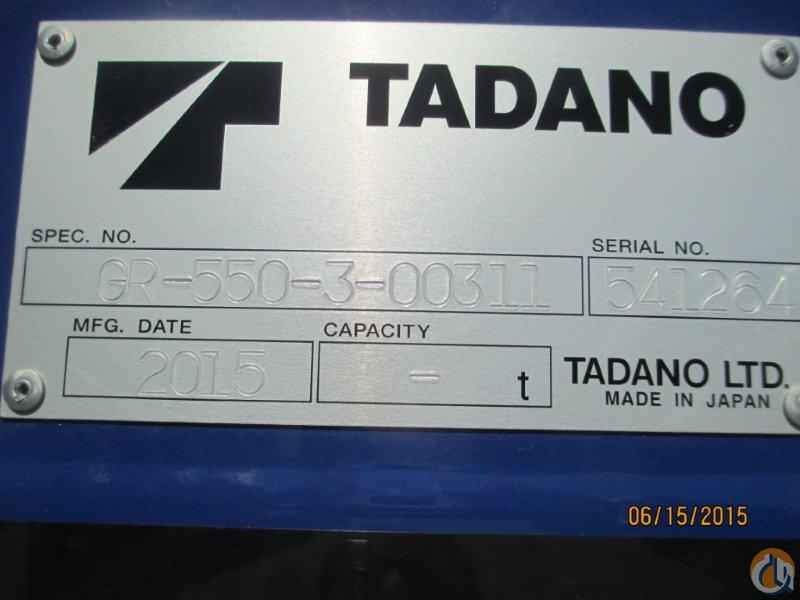 TADANO
SPEC. NO.
GR-550-3-00311
SERIAL NO.
541264
MFG. DATE
2015
CAPACITY
- t
TADANO LTD.
MADE IN JAPAN
06/15/2015